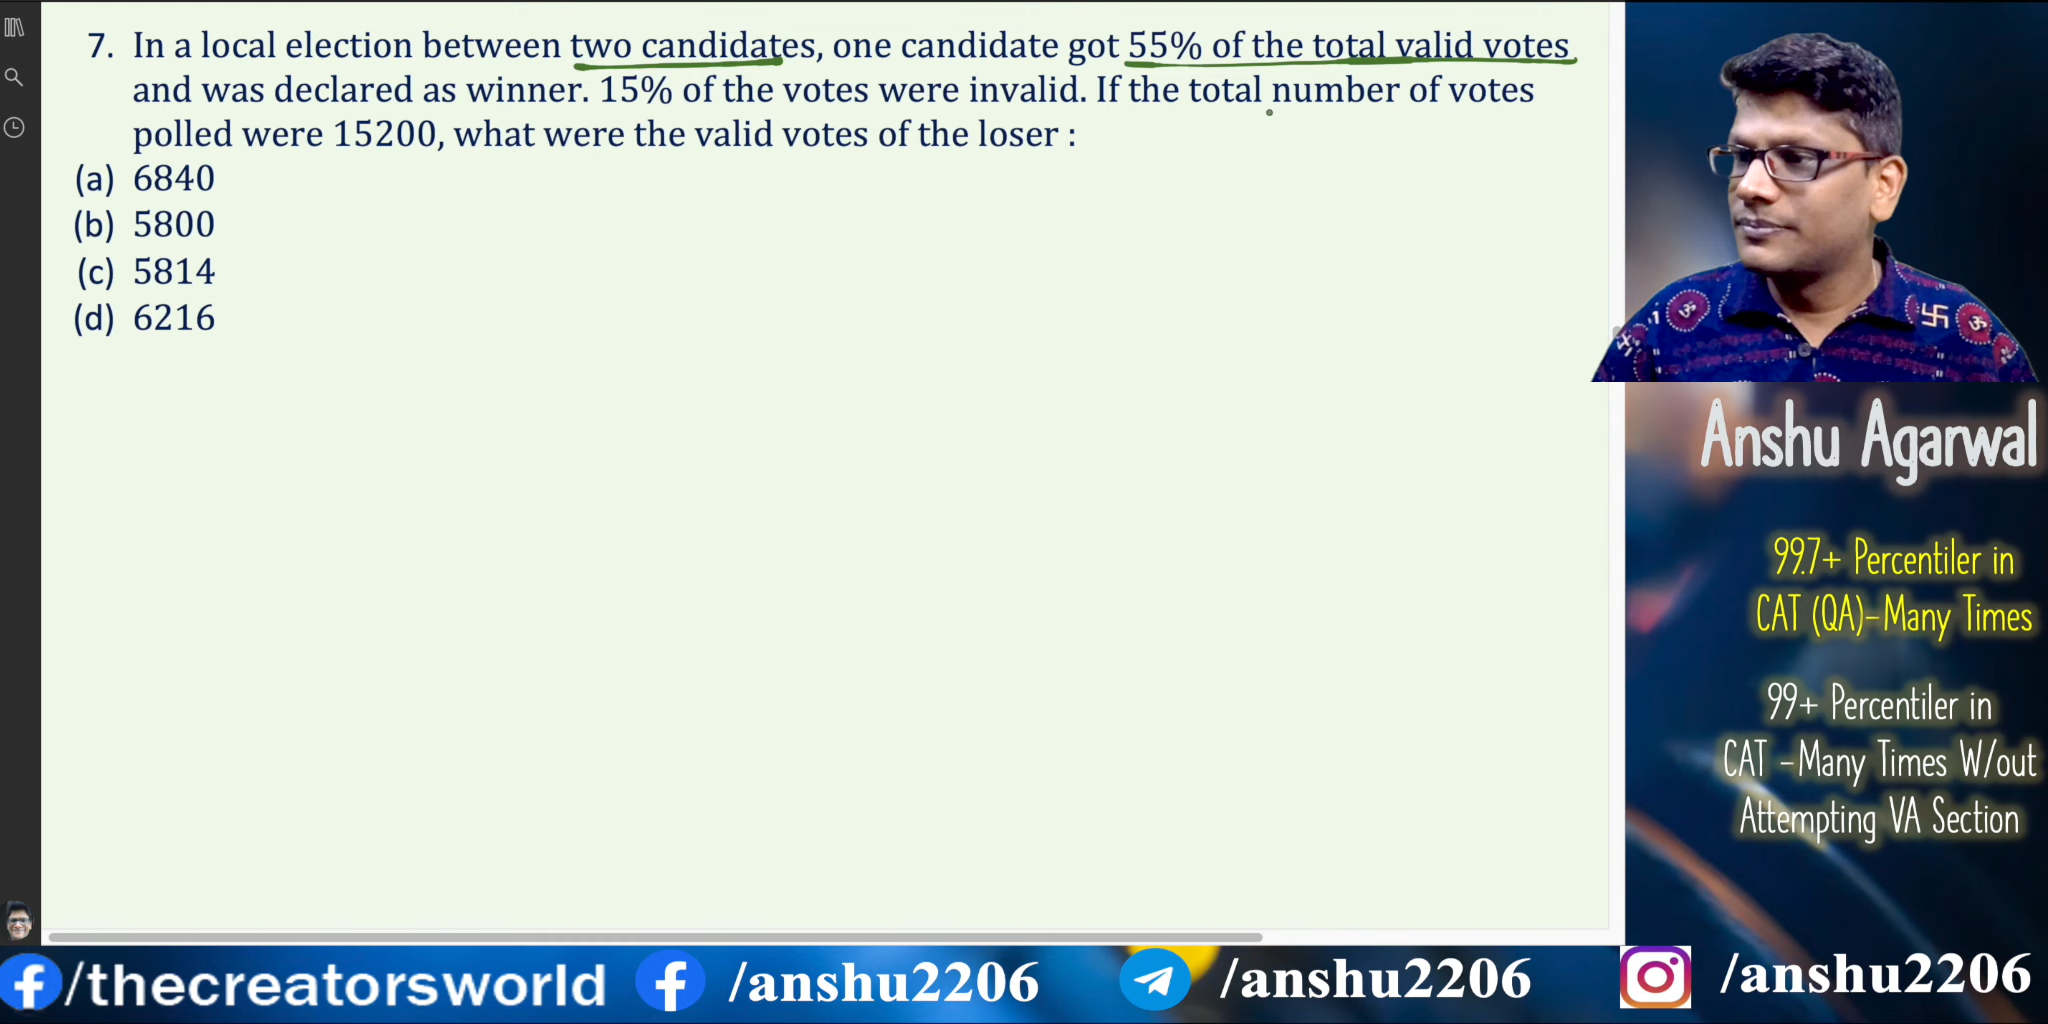 7. In a local election between two candidates, one candidate got 55% of the total valid votes
and was declared as winner. 15% of the votes were invalid. If the total number of votes
polled were 15200, what were the valid votes of the loser :
(a) 6840
(b) 5800
(c) 5814
(d) 6216
Anshu Agarwal
99.7+ Percentiler in
CAT (QA)-Many Times
99+ Percentiler in
CAT -Many Times W/out
Attempting VA Section
/thecreatorsworld /anshu2206 /anshu2206 /anshu2206